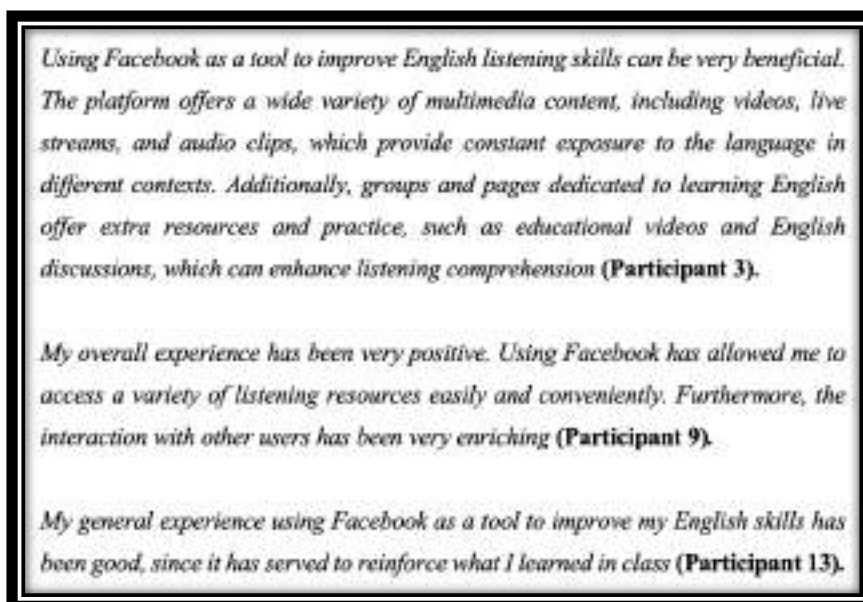 Using Facebook as a tool to improve English listening skills can be very beneficial.
The platform offers a wide variety of multimedia content, including videos, live
streams, and audio clips, which provide constant exposure to the language in
different contexts. Additionally, groups and pages dedicated to learning English
offer extra resources and practice, such as educational videos and English
discussions, which can enhance listening comprehension (Participant 3).
My overall experience has been very positive. Using Facebook has allowed me to
access a variety of listening resources easily and conveniently. Furthermore, the
interaction with other users has been very enriching (Participant 9).
My general experience using Facebook as a tool to improve my English skills has
been good, since it has served to reinforce what I learned in class (Participant 13).